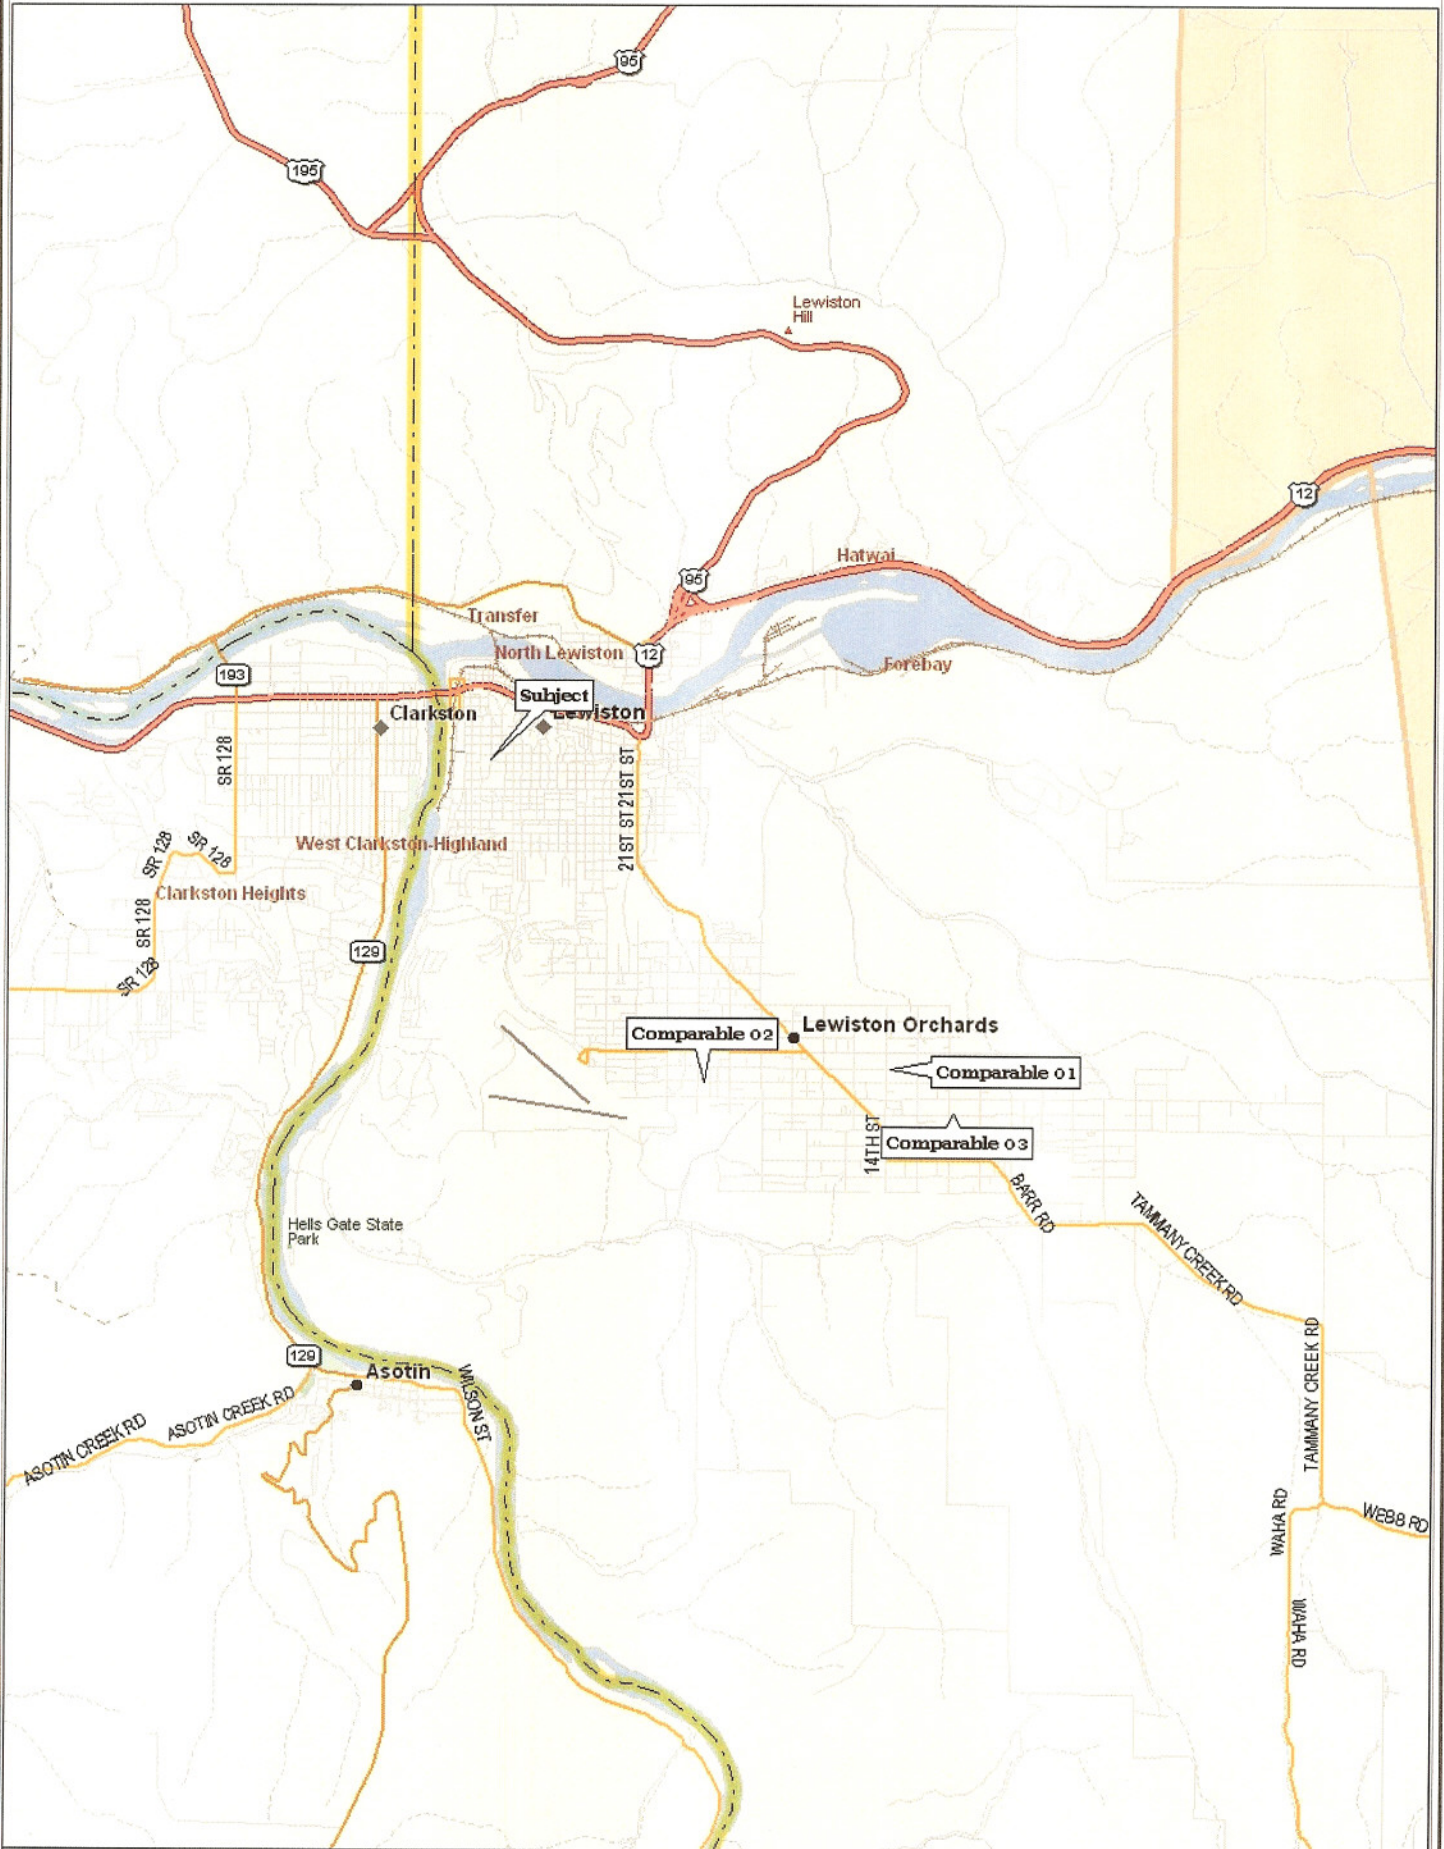 95
195
Lewiston
Hill
12
95
Hatwai
Transfer
North Lewiston
12
Forebay
193
Subject
Clarkston
Lewiston
SR 128
21ST ST 21ST ST
West Clarkston-Highland
SR 128
SR 128
Clarkston Heights
SR 128
129
SR 128
Lewiston Orchards
Comparable 02
Comparable 01
14TH ST
Comparable 03
BARR RD
TAMMANY CREEK RD
Hells Gate State
Park
TAMMANY CREEK RD
129
Asotin
WILSON ST
ASOTIN CREEK RD
ASOTIN CREEK RD
WAHA RD
WEBB RD
WAHA RD